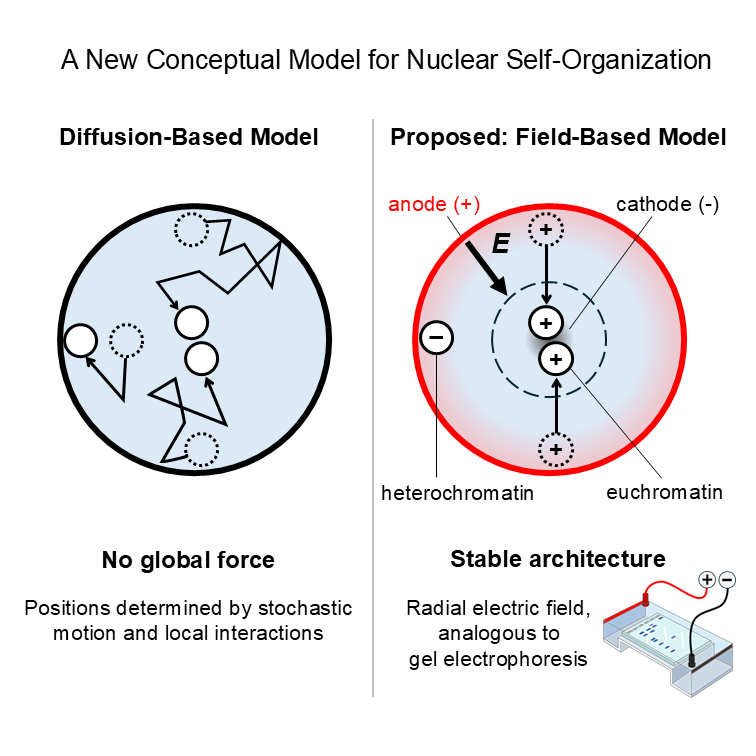 A New Conceptual Model for Nuclear Self-Organization
Diffusion-Based Model
No global force
Positions determined by stochastic
motion and local interactions
Proposed: Field-Based Model
anode (+)
cathode (-)
E
+
−
+
+
+
heterochromatin
euchromatin
Stable architecture
Radial electric field,
analogous to
gel electrophoresis
+
−